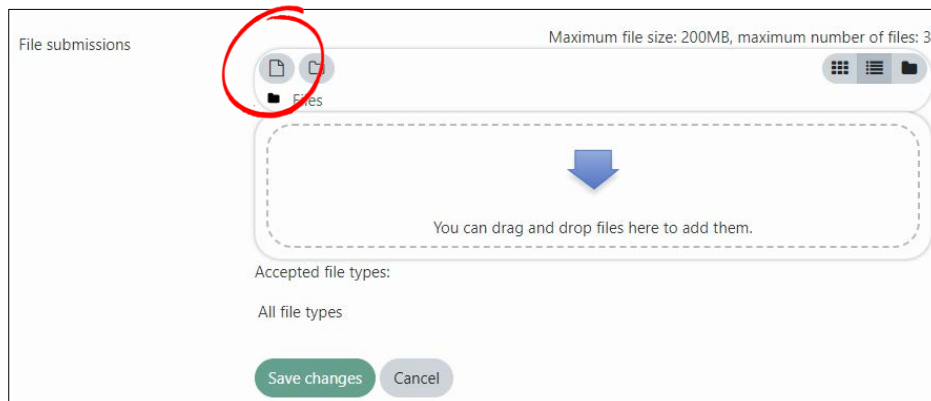 File submissions
Maximum file size: 200MB, maximum number of files: 3
Files
You can drag and drop files here to add them.
Accepted file types:
All file types
Save changes
Cancel